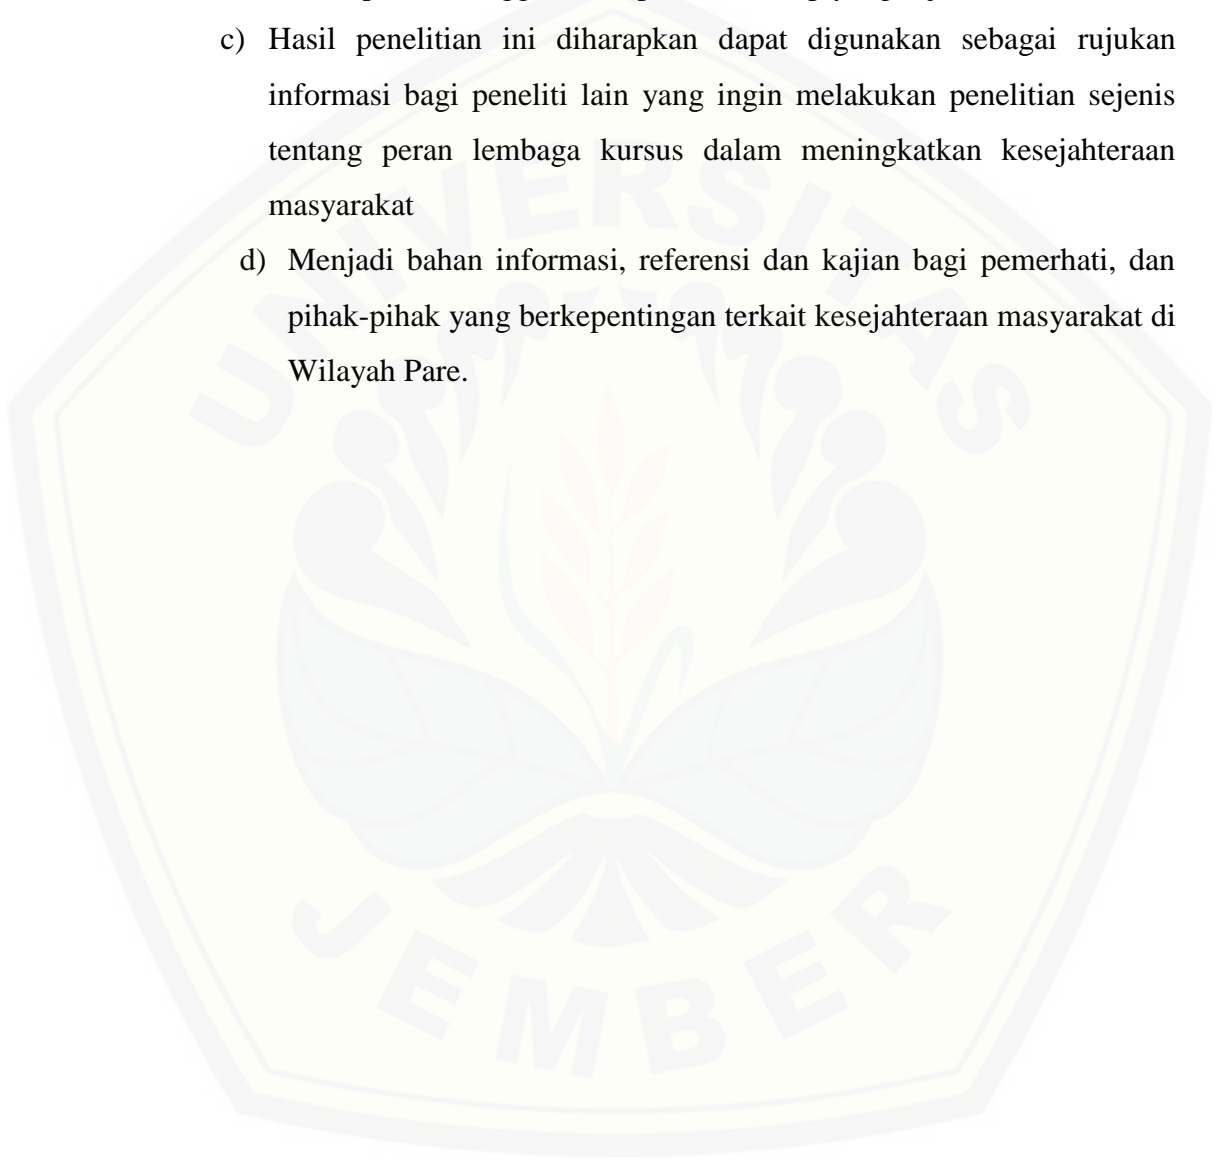 c) Hasil penelitian ini diharapkan dapat digunakan sebagai rujukan
informasi bagi peneliti lain yang ingin melakukan penelitian sejenis
tentang peran lembaga kursus dalam meningkatkan kesejahteraan
masyarakat
d) Menjadi bahan informasi, referensi dan kajian bagi pemerhati, dan
pihak-pihak yang berkepentingan terkait kesejahteraan masyarakat di
Wilayah Pare.
UNIVERSITAS
JEMBER